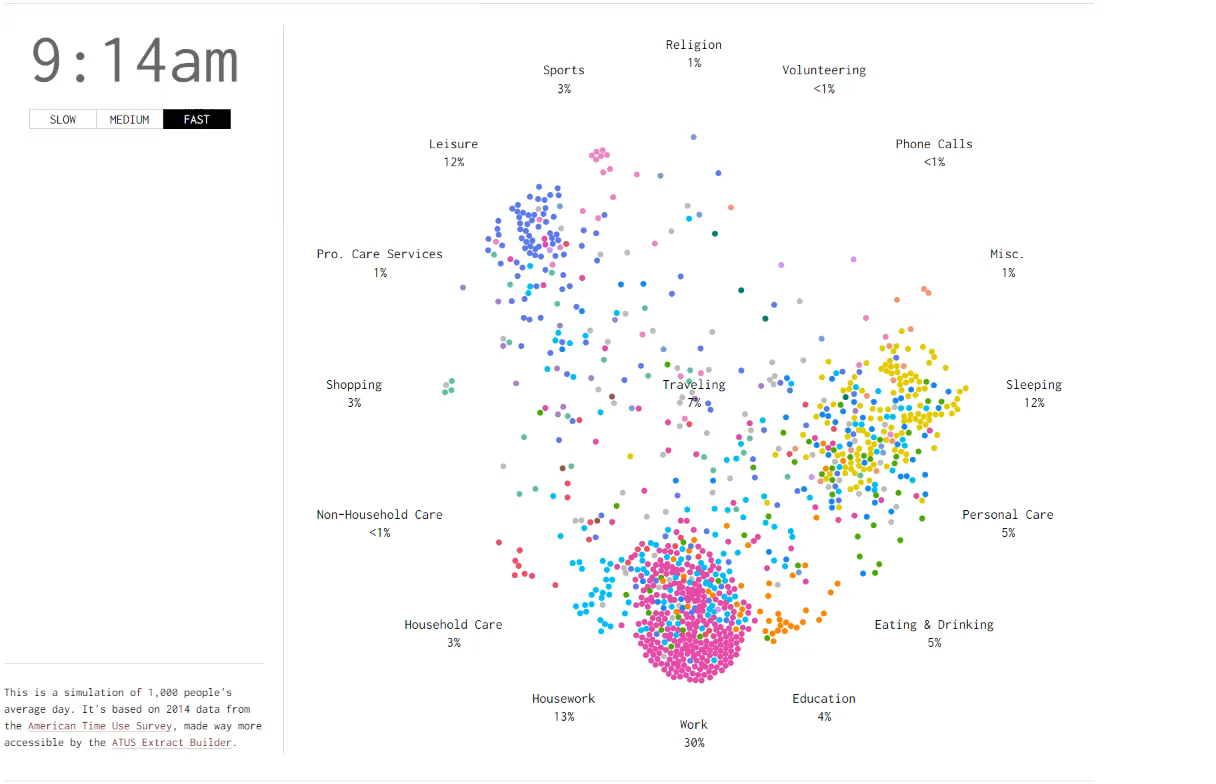 9:14am
SLOW MEDIUM FAST
Religion
1%
Sports
3%
Volunteering
<1%
Leisure
12%
Phone Calls
<1%
Pro. Care Services
1%
Misc.
1%
Shopping
3%
Traveling
7%
Sleeping
12%
Non-Household Care
<1%
Personal Care
5%
Household Care
3%
Eating & Drinking
5%
Housework
13%
Education
4%
Work
30%
This is a simulation of 1,000 people's
average day. It's based on 2014 data from
the American Time Use Survey, made way more
accessible by the ATUS Extract Builder.